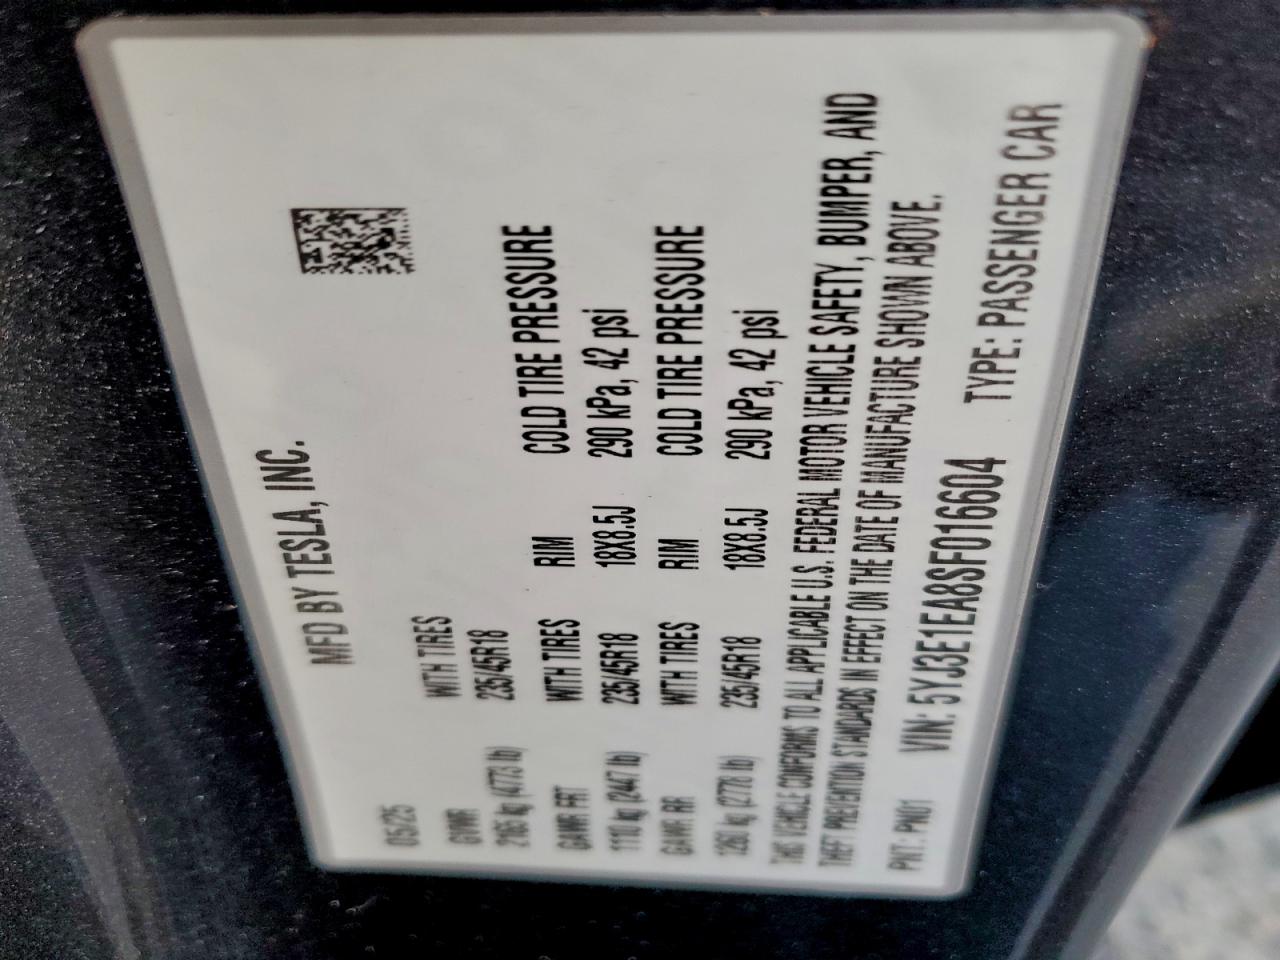 MFD BY TESLA, INC.
05/25
GVWR WITH TIRES RIM COLD TIRE PRESSURE
2165 kg (4773 lb) 235/45R18
GAWR FRT WITH TIRES RIM COLD TIRE PRESSURE
1110 kg (2447 lb) 235/45R18 18X8.5J 290 kPa, 42 psi
GAWR RR WITH TIRES RIM COLD TIRE PRESSURE
1260 kg (2778 lb) 235/45R18 18X8.5J 290 kPa, 42 psi
THIS VEHICLE CONFORMS TO ALL APPLICABLE U.S. FEDERAL MOTOR VEHICLE SAFETY, BUMPER, AND
THEFT PREVENTION STANDARDS IN EFFECT ON THE DATE OF MANUFACTURE SHOWN ABOVE.
PNT: PN01 VIN: 5YJ3E1EA8SF016604 TYPE: PASSENGER CAR